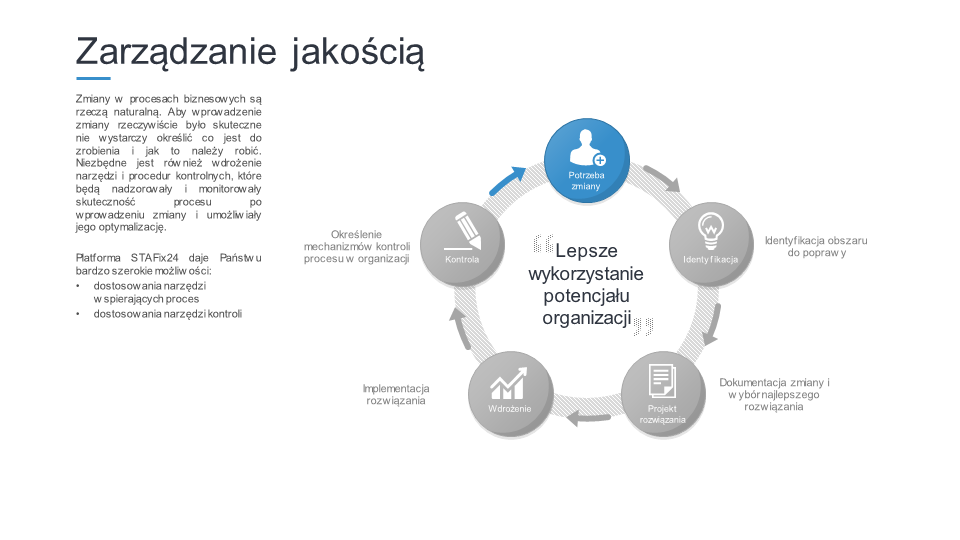 Zarządzanie jakością
Zmiany w procesach biznesowych są
rzeczą naturalną. Aby wprowadzenie
zmiany rzeczywiście było skuteczne
nie wystarczy określić co jest do
zrobienia i jak to należy robić.
Niezbędne jest również wdrożenie
narzędzi i procedur kontrolnych, które
będą nadzorowały i monitorowały
skuteczność procesu po
wprowadzeniu zmiany i umożliwiały
jego optymalizację.
Platforma STAFix24 daje Państwu
bardzo szerokie możliwości:
• dostosowania narzędzi
wspierających proces
• dostosowania narzędzi kontroli
Potrzeba
zmiany
Identyfikacja
Identyfikacja obszaru
do poprawy
Projekt
rozwiązania
Dokumentacja zmiany i
wybór najlepszego
rozwiązania
Wdrożenie
Implementacja
rozwiązania
Kontrola
Określenie
mechanizmów kontroli
procesu w organizacji
“Lepsze
wykorzystanie
potencjału
organizacji”